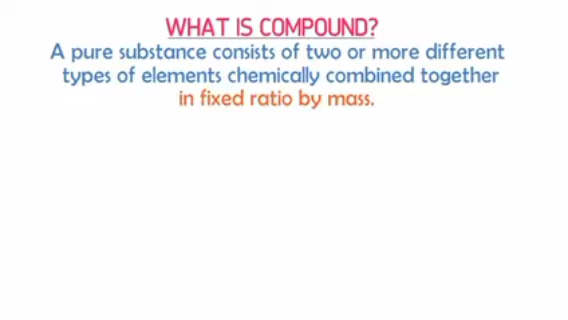 WHAT IS COMPOUND?
A pure substance consists of two or more different
types of elements chemically combined together
in fixed ratio by mass.